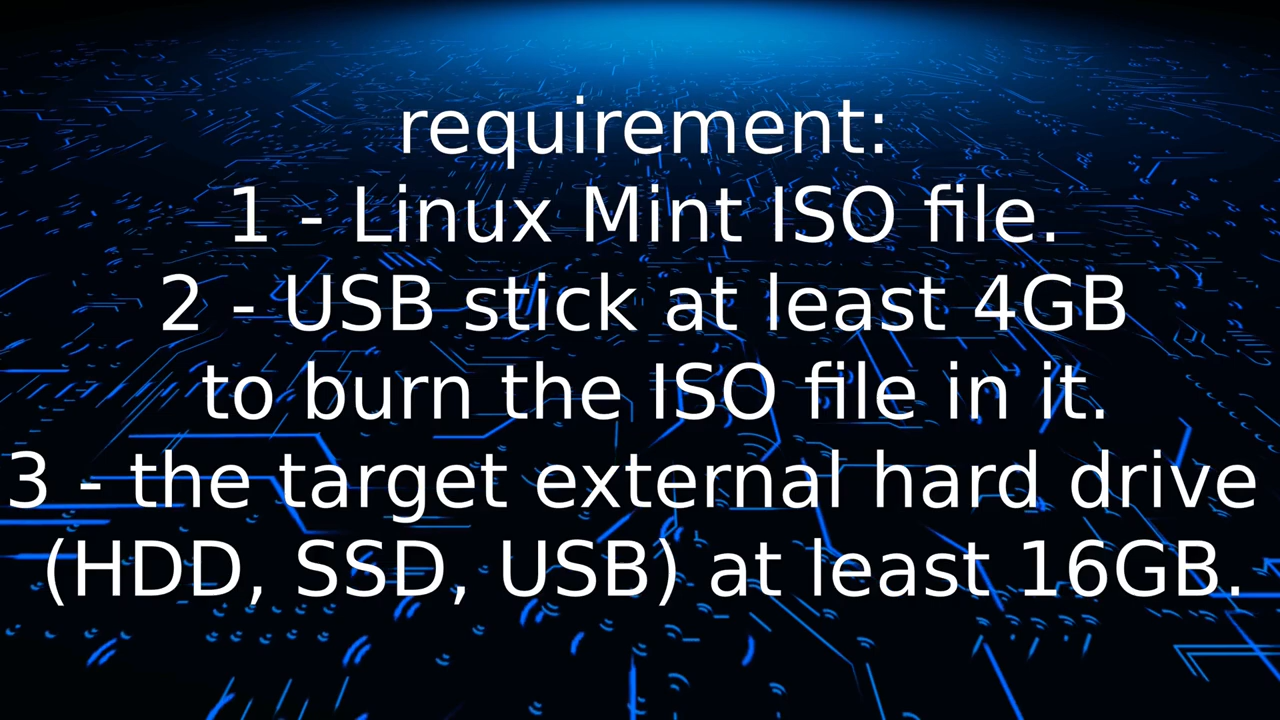 requirement:
1 - Linux Mint ISO file.
2 - USB stick at least 4GB
to burn the ISO file in it.
3 - the target external hard drive
(HDD, SSD, USB) at least 16GB.